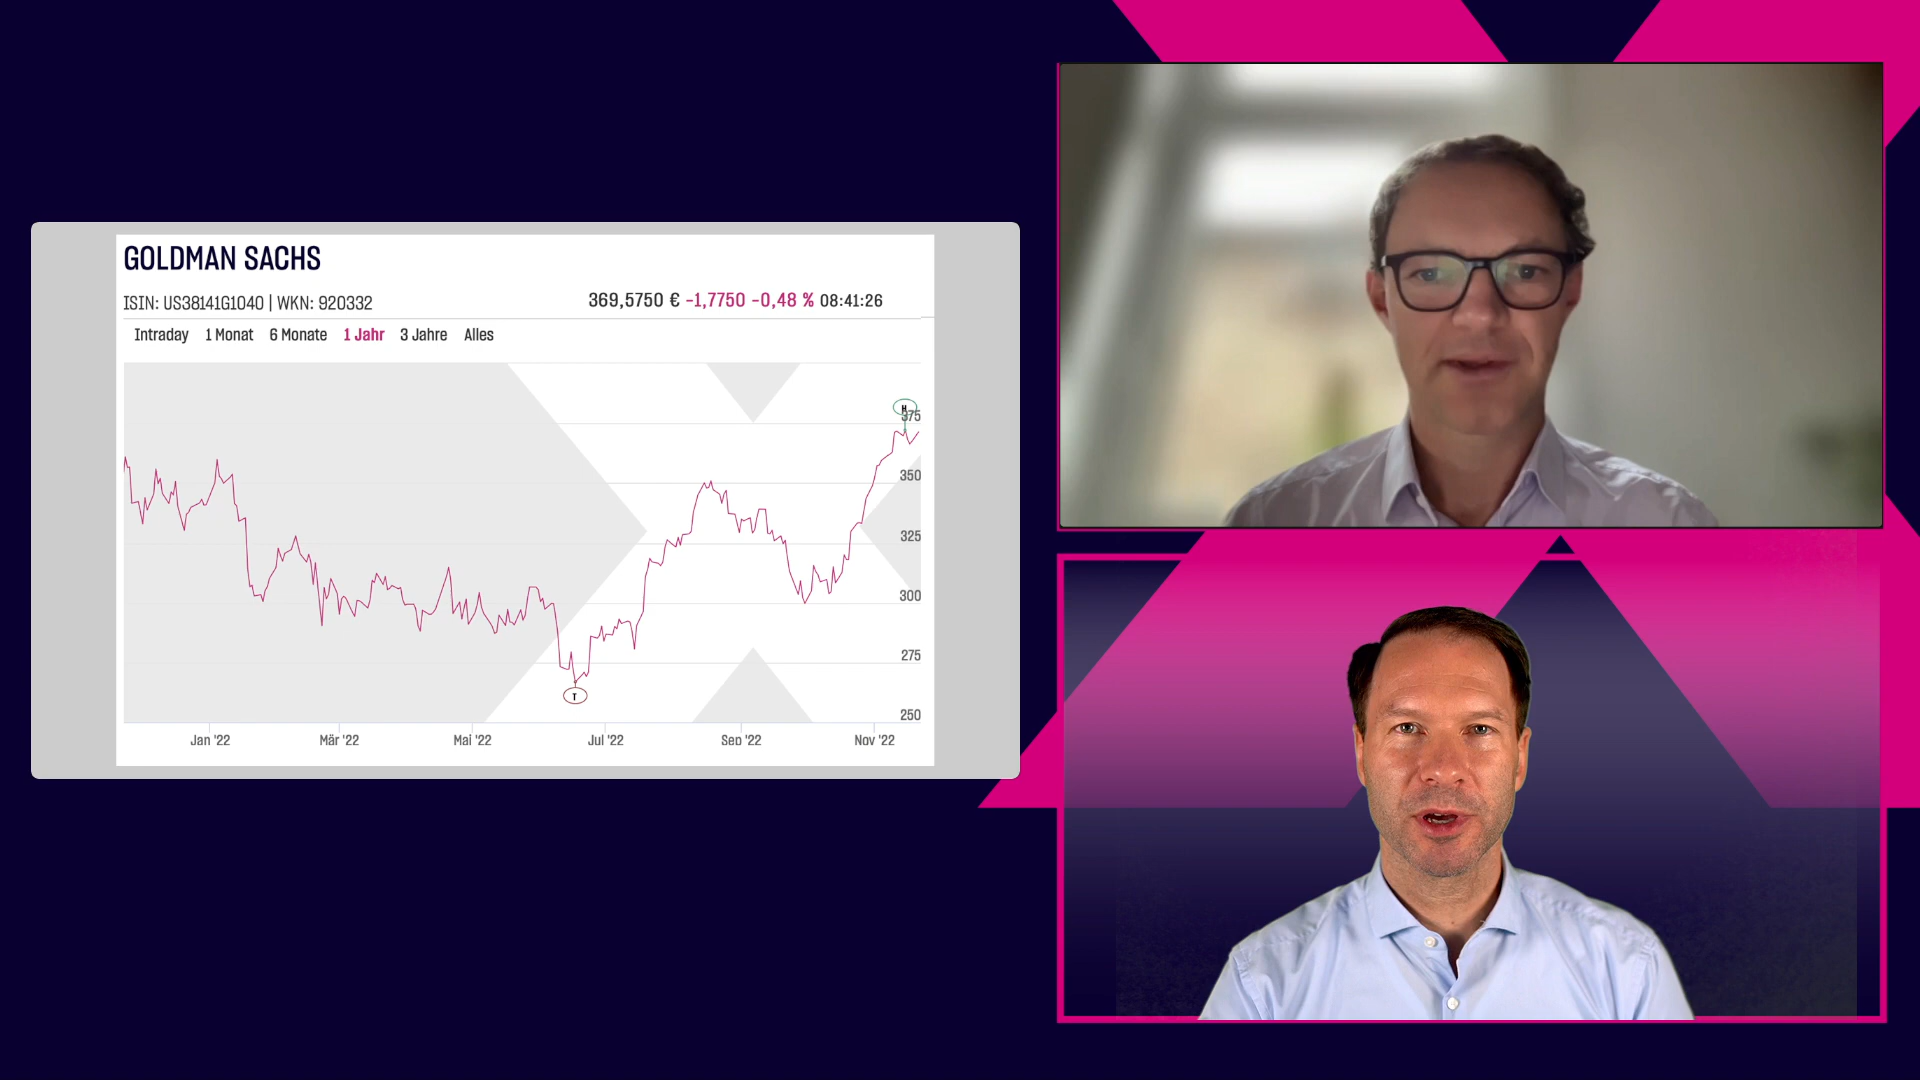 GOLDMAN SACHS
ISIN: US38141G1040 | WKN: 920332
369,5750 € -1,7750 -0,48 % 08:41:26
Intraday 1 Monat 6 Monate 1 Jahr 3 Jahre Alles
H
375
350
325
300
275
T
250
Jan '22 Mär '22 Mai '22 Jul '22 Sep '22 Nov '22